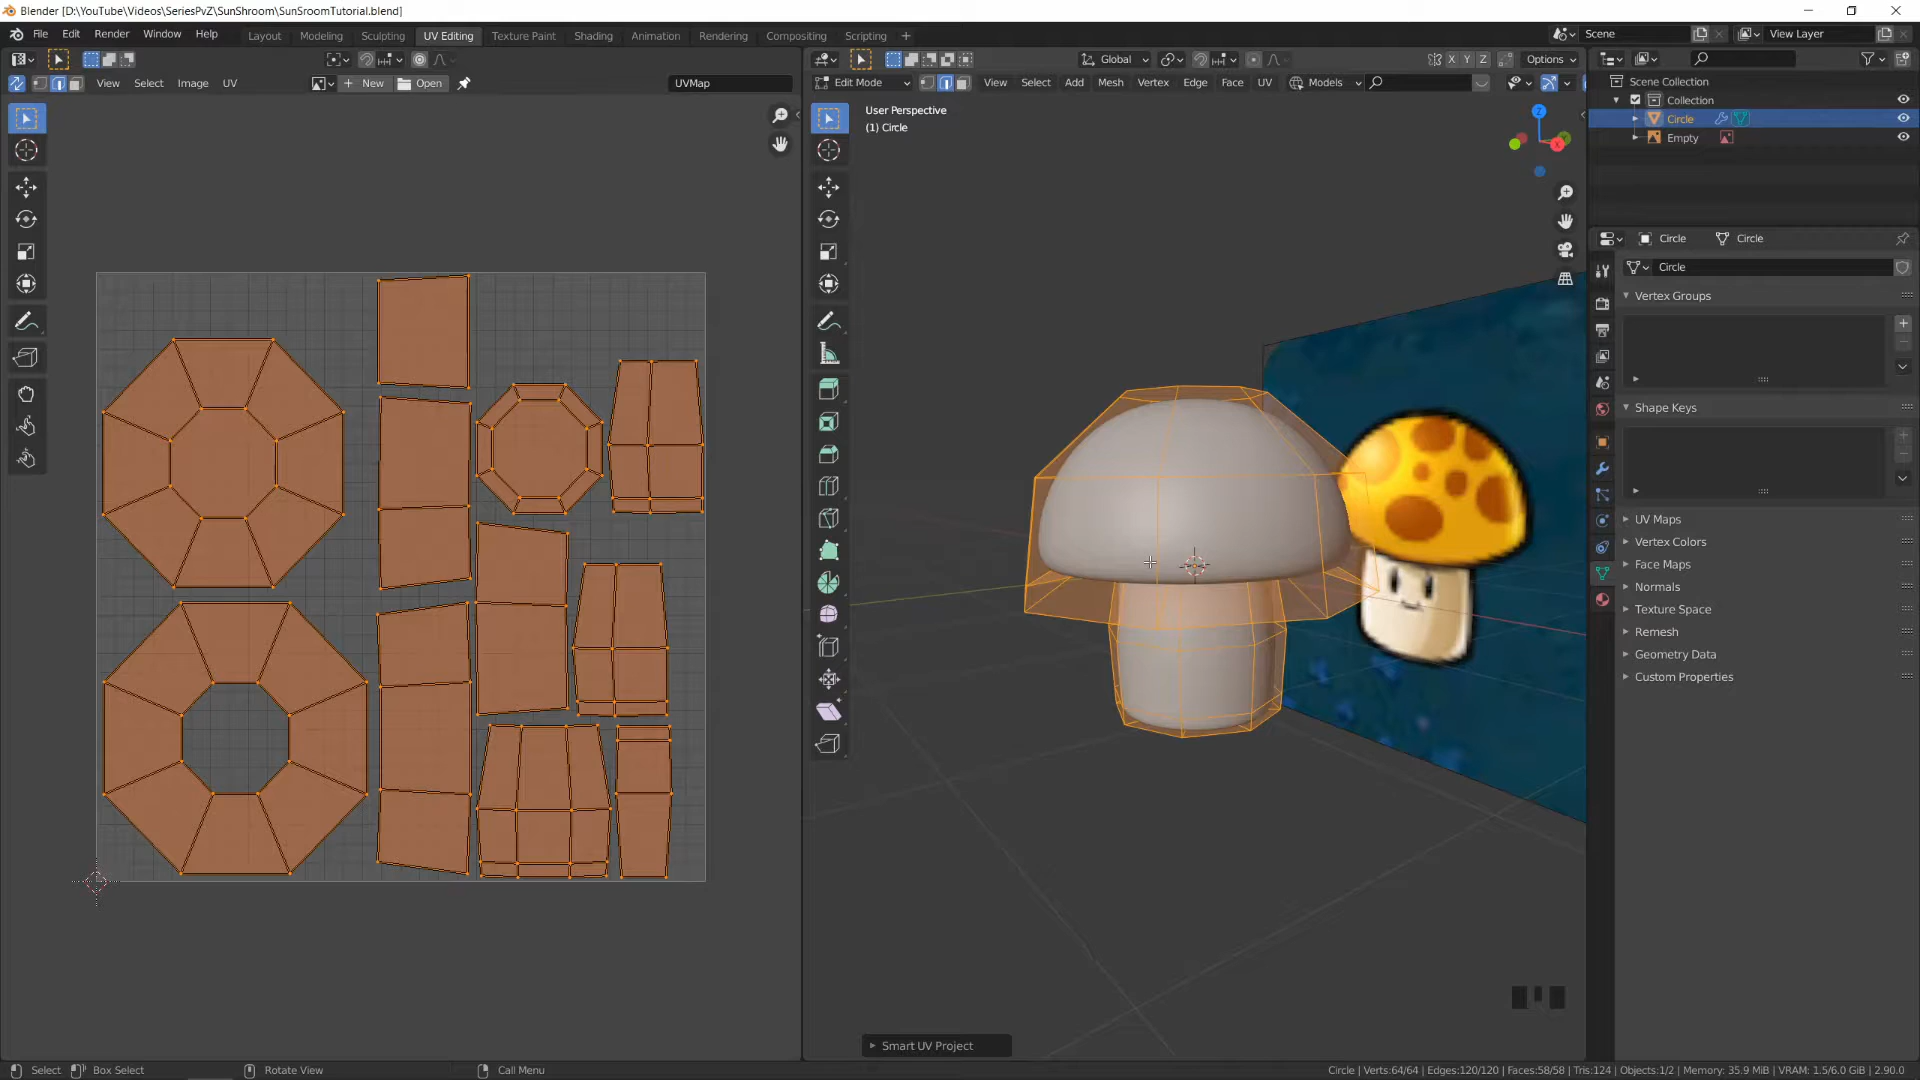 Blender [D:\YouTube\Videos\SeriesPvZ\SunShroom\SunSroomTutorial.blend]
File Edit Render Window Help Layout Modeling Sculpting UV Editing Texture Paint Shading Animation Rendering Compositing Scripting + Scene View Layer
Global X Y Z Options
View Select Image UV New Open UVMap Edit Mode View Select Add Mesh Vertex Edge Face UV Models
Scene Collection
Collection
Circle
Empty
User Perspective
(1) Circle
Z
X
Circle Circle
Circle
Vertex Groups
Shape Keys
UV Maps
Vertex Colors
Face Maps
Normals
Texture Space
Remesh
Geometry Data
Custom Properties
Smart UV Project
Select Box Select Rotate View Call Menu Circle | Verts:64/64 | Edges:120/120 | Faces:58/58 | Tris:124 | Objects:1/2 | Memory: 35.9 MiB | VRAM: 1.5/6.0 GiB | 2.90.0